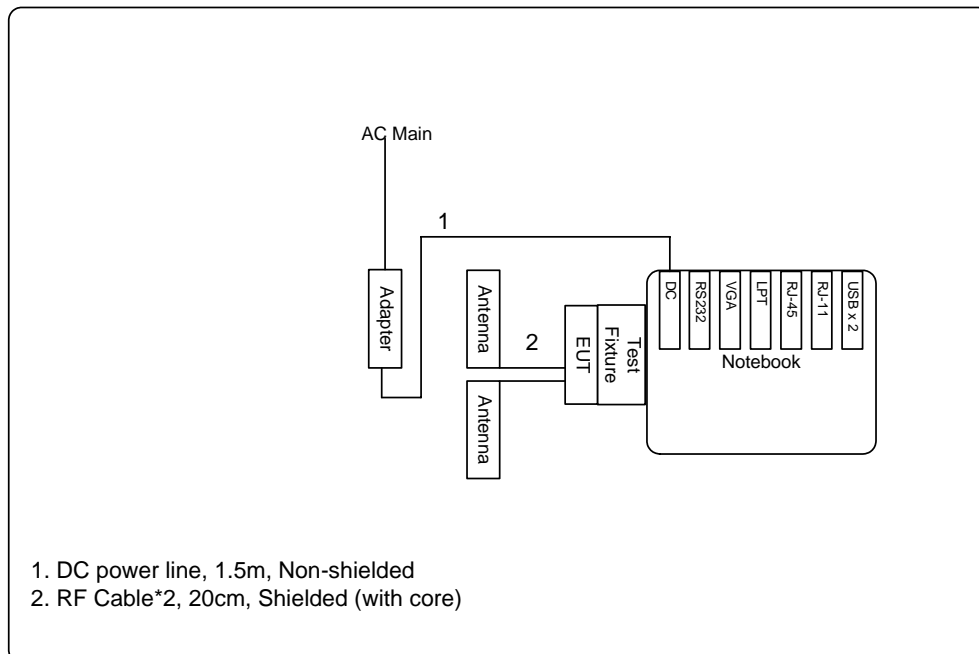 AC Main
1
Adapter
Antenna
2
Antenna
EUT
Test
Fixture
DC
RS232
VGA
LPT
RJ-45
RJ-11
USB x 2
Notebook
1. DC power line, 1.5m, Non-shielded
2. RF Cable*2, 20cm, Shielded (with core)